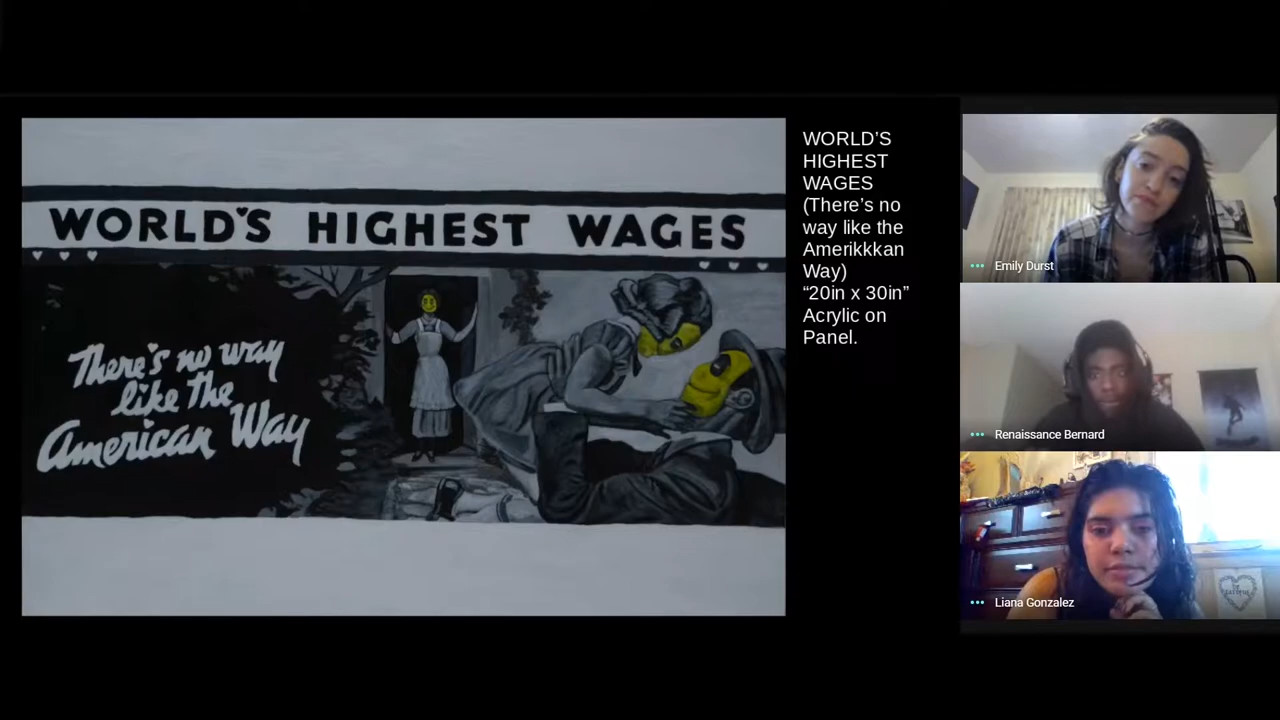 WORLD'S HIGHEST WAGES
There's no way
like the
American Way
WORLD'S
HIGHEST
WAGES
(There's no
way like the
Amerikkkan
Way)
“20in x 30in”
Acrylic on
Panel.
Emily Durst
Renaissance Bernard
Liana Gonzalez